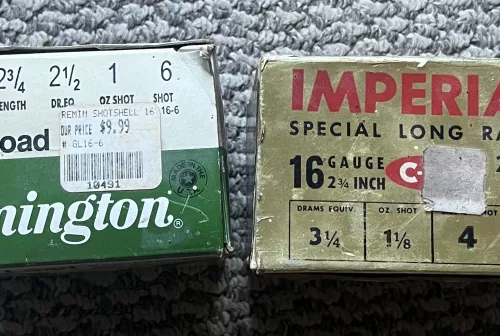 2¾ 2½ 1 6
ENGTH DR.EQ. OZ SHOT SHOT
REMIN SHOTSHELL 16 16-6
OUR PRICE $9.99
# GL16-6
10491
oad
MADE IN THE U.S.A.
mington®
IMPERIA
SPECIAL LONG RA
16 GAUGE
2¾ INCH
C-
DRAMS EQUIV. OZ. SHOT
3¼ 1⅛ 4